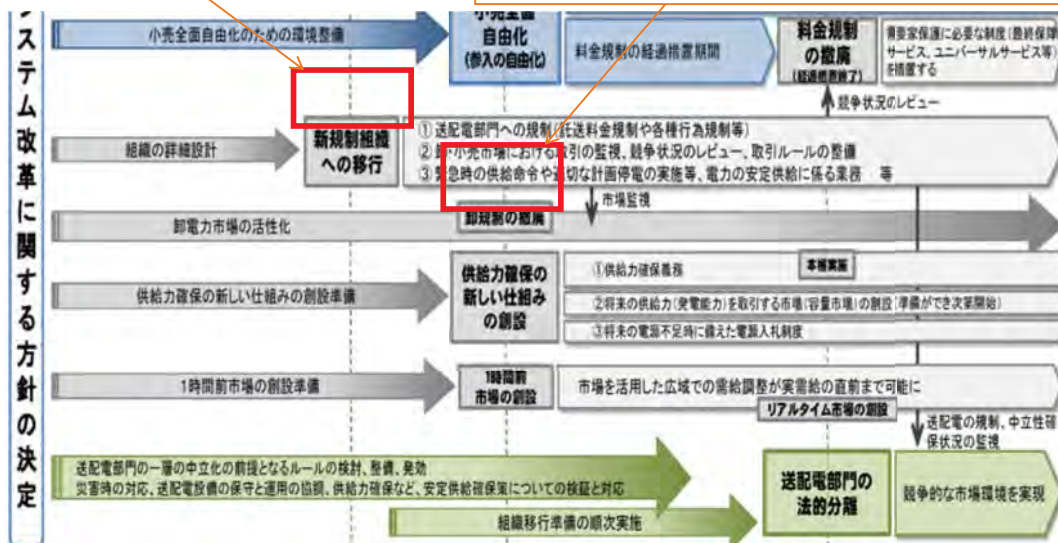 ステム改革に関する方針の決定
小売全面自由化のための環境整備
小売全面
自由化
(参入の自由化)
料金規制の経過措置期間
料金規制
の撤廃
(経過措置終了)
需要家保護に必要な制度(最終保障
サービス、ユニバーサルサービス等)
を措置する
競争状況のレビュー
組織の詳細設計
新規制組織
への移行
① 送配電部門への規制(託送料金規制や各種行為規制等)
② 卸・小売市場における取引の監視、競争状況のレビュー、取引ルールの整備
③ 緊急時の供給命令や適切な計画停電の実施等、電力の安定供給に係る業務 等
市場監視
卸電力市場の活性化
卸規制の撤廃
供給力確保の新しい仕組みの創設準備
供給力確保の
新しい仕組み
の創設
①供給力確保義務
本格実施
②将来の供給力(発電能力)を取引する市場(容量市場)の創設(準備ができ次第開始)
③将来の電源不足時に備えた電源入札制度
1時間前市場の創設準備
1時間前
市場の創設
市場を活用した広域での需給調整が実需給の直前まで可能に
リアルタイム市場の創設
送配電の規制、中立性確
保状況の監視
送配電部門の一層の中立化の前提となるルールの検討、整備、発効
災害時の対応、送配電設備の保守と運用の協調、供給力確保など、安定供給確保策についての検証と対応
組織移行準備の順次実施
送配電部門の
法的分離
競争的な市場環境を実現